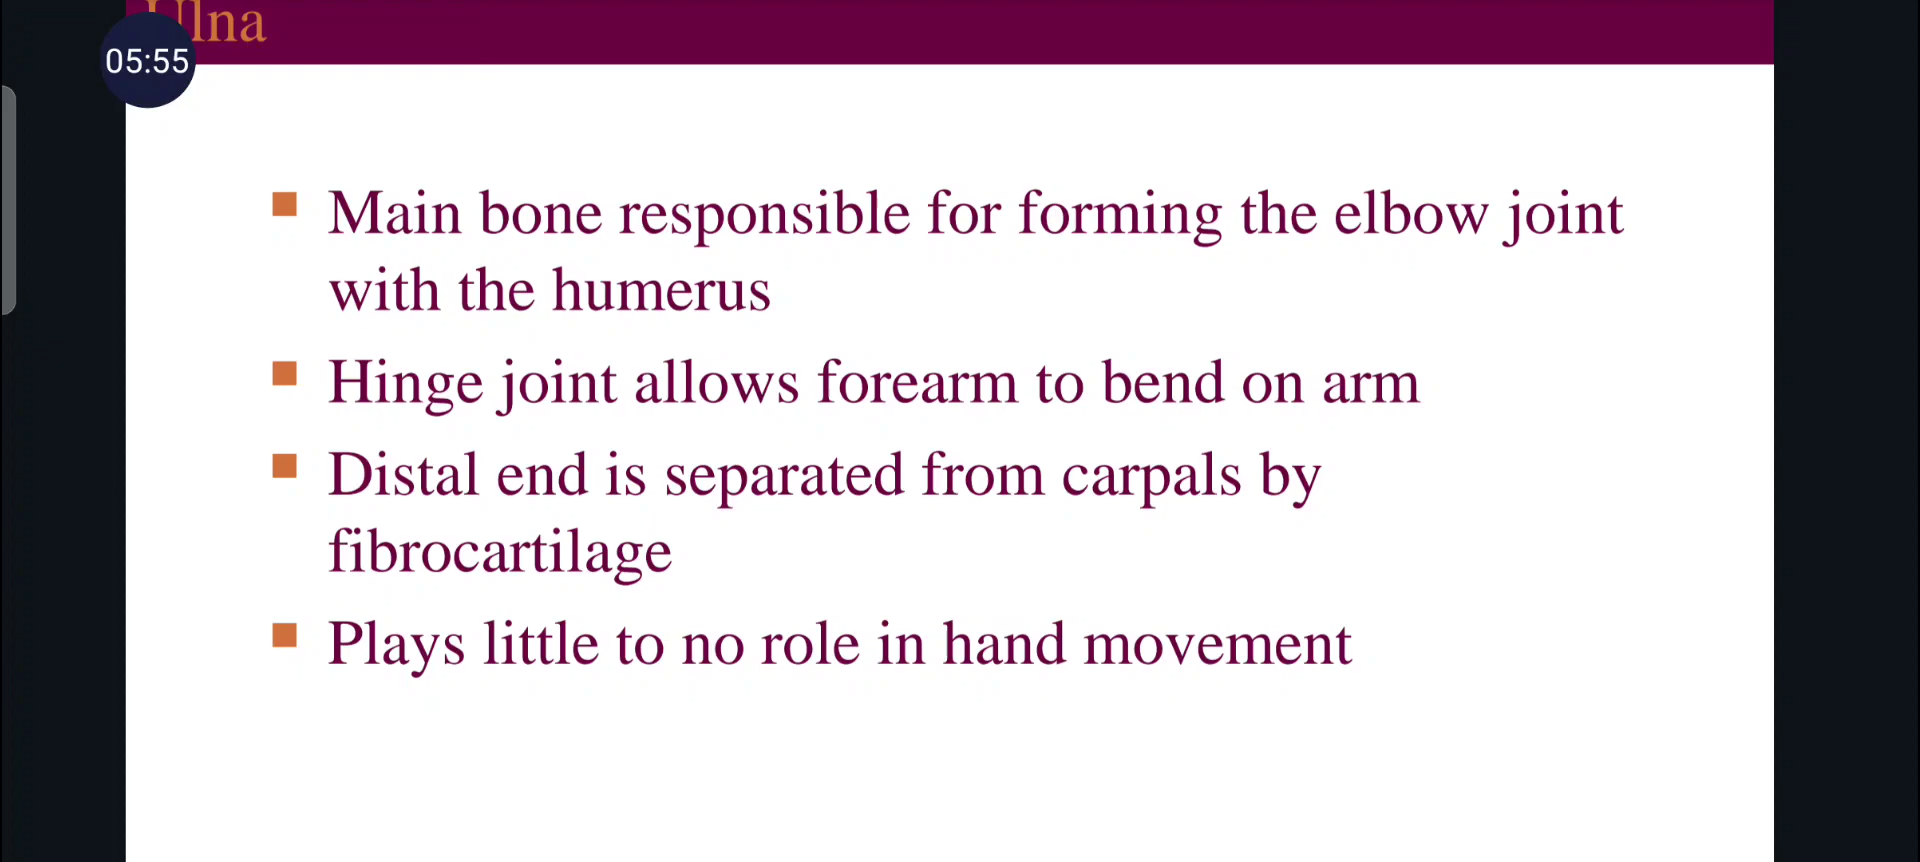 Ulna
05:55
Main bone responsible for forming the elbow joint
with the humerus
Hinge joint allows forearm to bend on arm
Distal end is separated from carpals by
fibrocartilage
Plays little to no role in hand movement